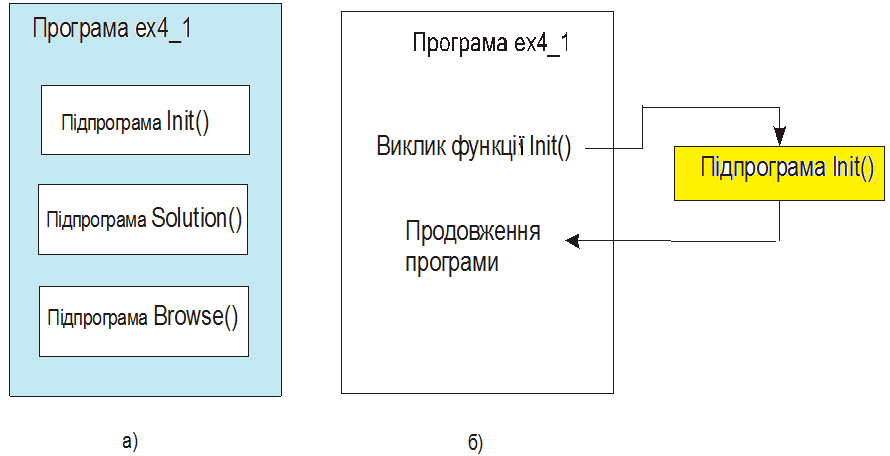 Програма ex4_1
Підпрограма Init()
Підпрограма Solution()
Підпрограма Browse()
а)
Програма ex4_1
Виклик функції Init()
Підпрограма Init()
Продовження
програми
б)